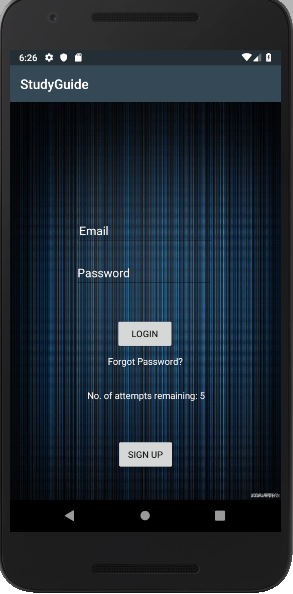 6:26
StudyGuide
Email
Password
LOGIN
Forgot Password?
No. of attempts remaining: 5
SIGN UP